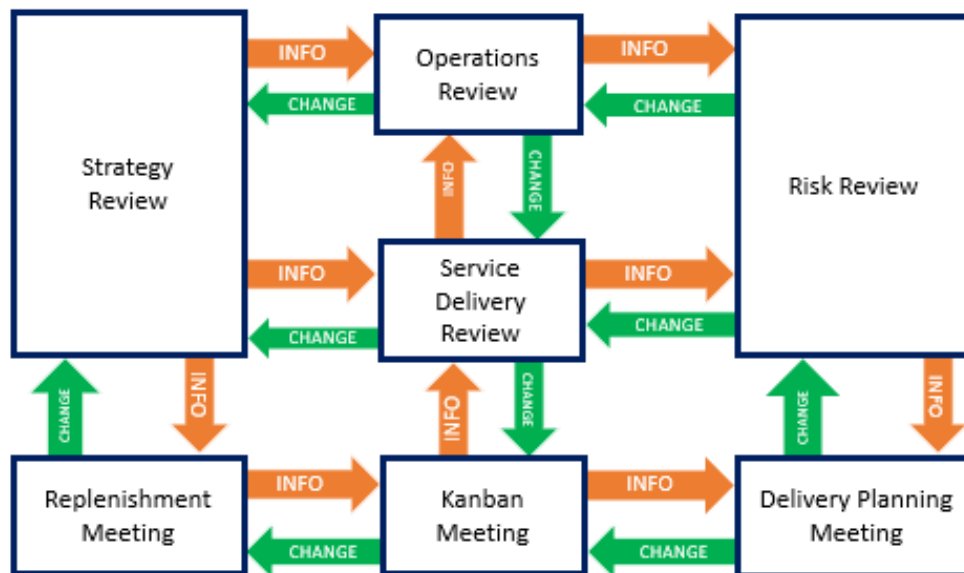 INFO
Operations
Review
INFO
CHANGE
CHANGE
Strategy
Review
INFO
CHANGE
Risk Review
INFO
Service
Delivery
Review
INFO
CHANGE
CHANGE
CHANGE
INFO
INFO
CHANGE
CHANGE
INFO
Replenishment
Meeting
INFO
Kanban
Meeting
INFO
Delivery Planning
Meeting
CHANGE
CHANGE